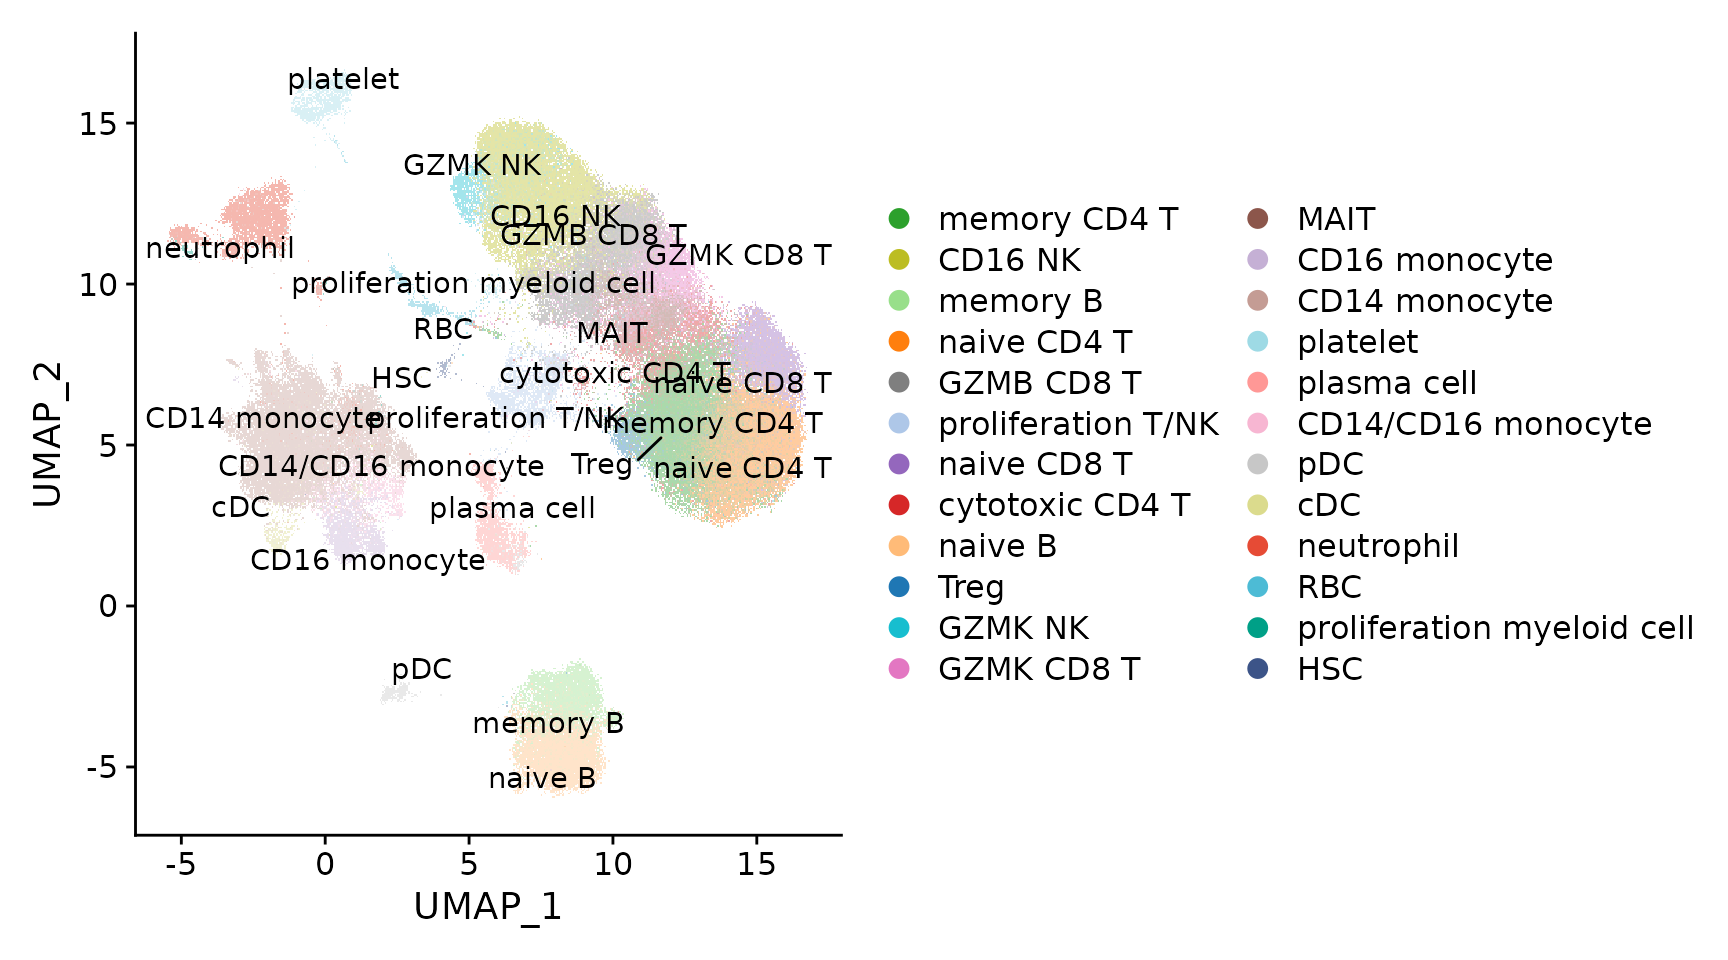 platelet
15
GZMK NK
CD16 NK
GZMB CD8 T
neutrophil
GZMK CD8 T
10
proliferation myeloid cell
RBC
MAIT
HSC
cytotoxic CD4 T
naive CD8 T
CD14 monocyte
proliferation T/NK
memory CD4 T
5
CD14/CD16 monocyte
Treg
naive CD4 T
cDC
plasma cell
CD16 monocyte
0
pDC
memory B
-5
naive B
-5 0 5 10 15
UMAP_1
UMAP_2
memory CD4 T
CD16 NK
memory B
naive CD4 T
GZMB CD8 T
proliferation T/NK
naive CD8 T
cytotoxic CD4 T
naive B
Treg
GZMK NK
GZMK CD8 T
MAIT
CD16 monocyte
CD14 monocyte
platelet
plasma cell
CD14/CD16 monocyte
pDC
cDC
neutrophil
RBC
proliferation myeloid cell
HSC